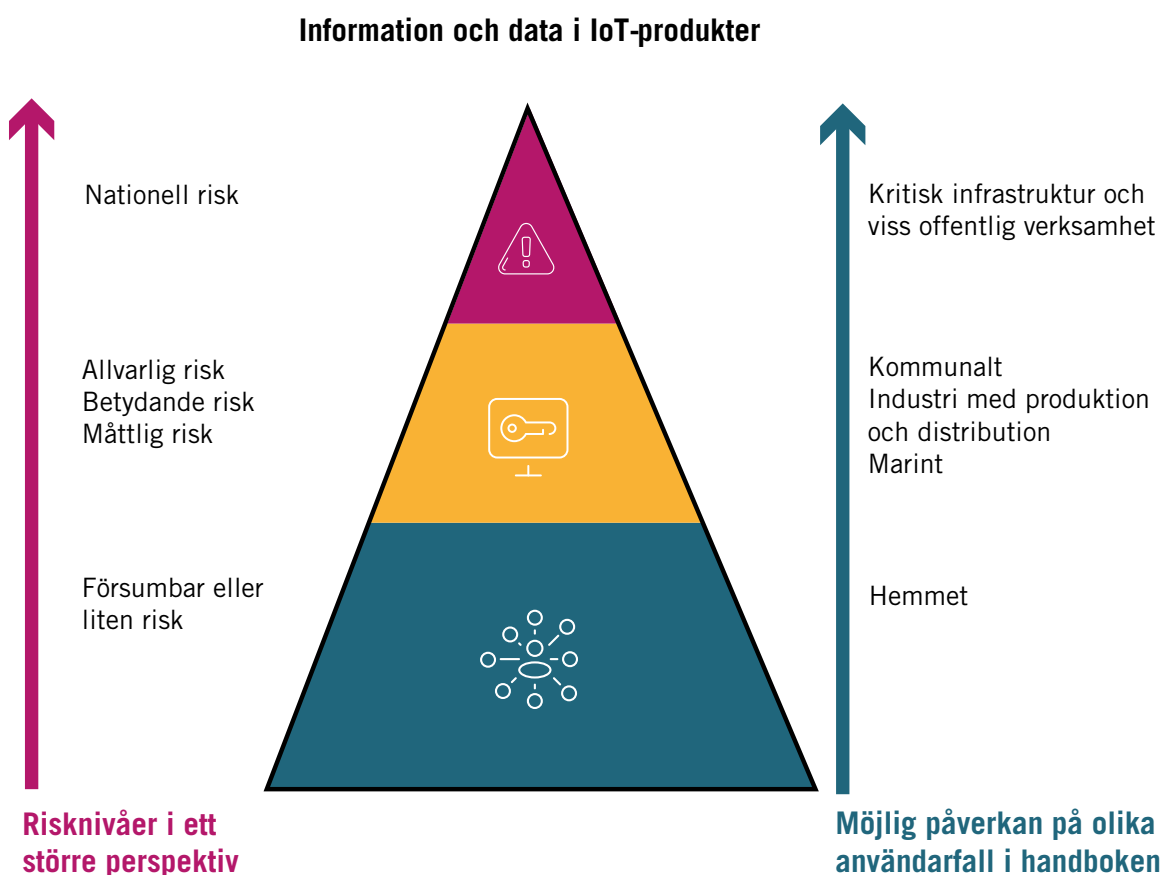 Information och data i IoT-produkter
Nationell risk
Kritisk infrastruktur och
viss offentlig verksamhet
Allvarlig risk
Betydande risk
Måttlig risk
Kommunalt
Industri med produktion
och distribution
Marint
Försumbar eller
liten risk
Hemmet
Risknivåer i ett
större perspektiv
Möjlig påverkan på olika
användarfall i handboken